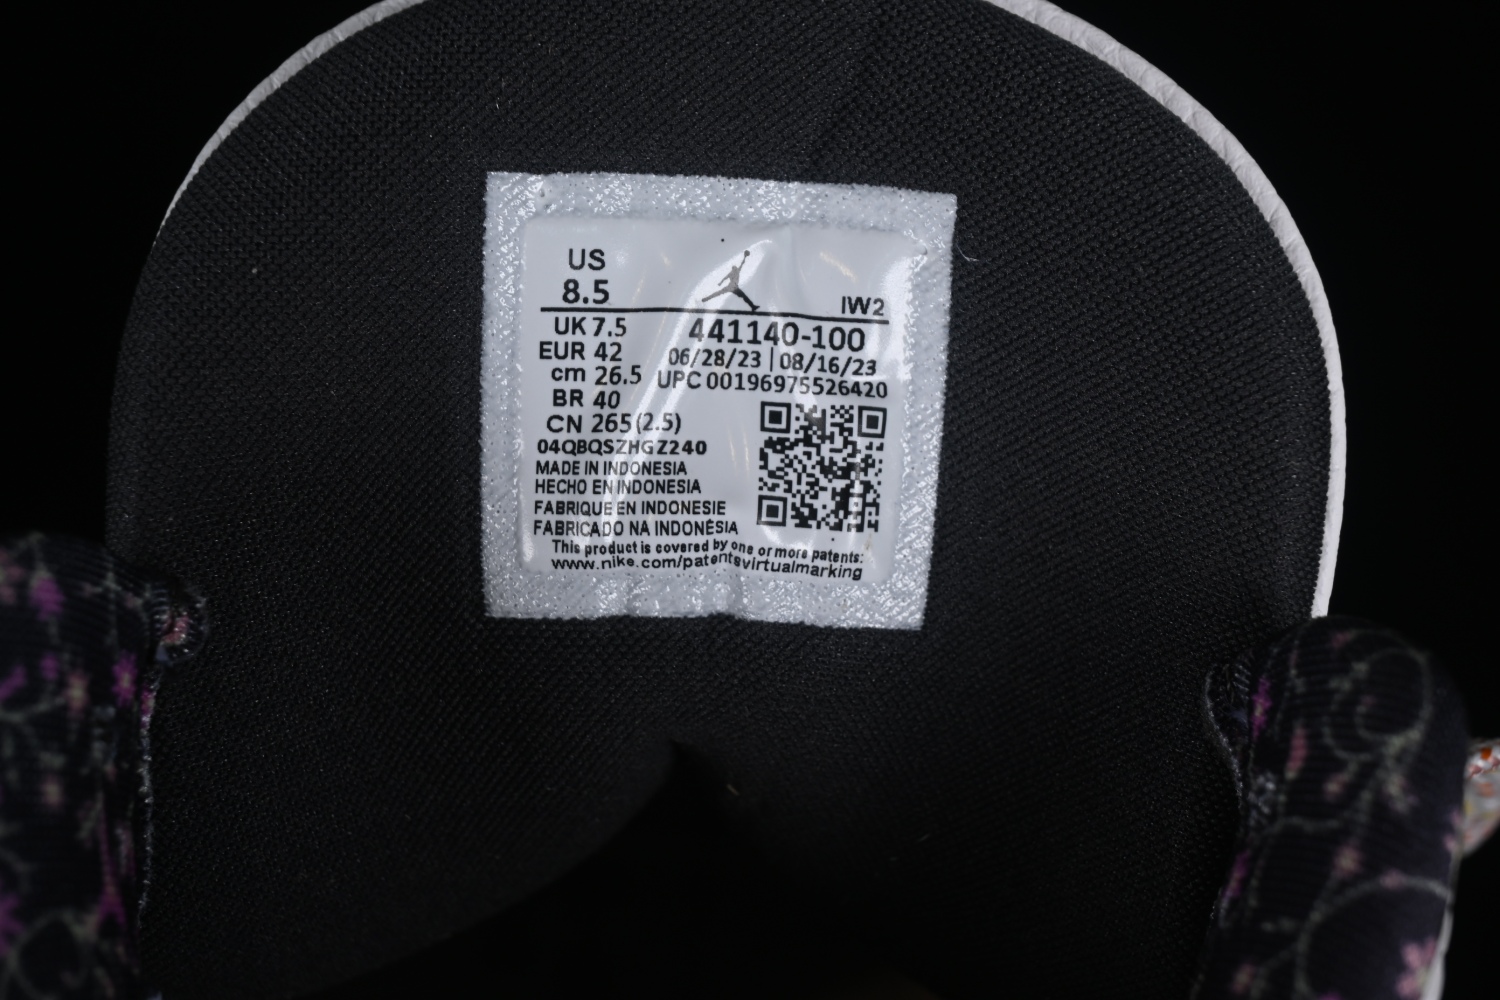 US
8.5
IW2
UK 7.5
441140-100
EUR 42
06/28/23 | 08/16/23
cm 26.5
UPC 00196975526420
BR 40
CN 265(2.5)
04QBQSZHGZ240
MADE IN INDONESIA
HECHO EN INDONESIA
FABRIQUE EN INDONESIE
FABRICADO NA INDONÉSIA
This product is covered by one or more patents:
www.nike.com/patentsvirtualmarking